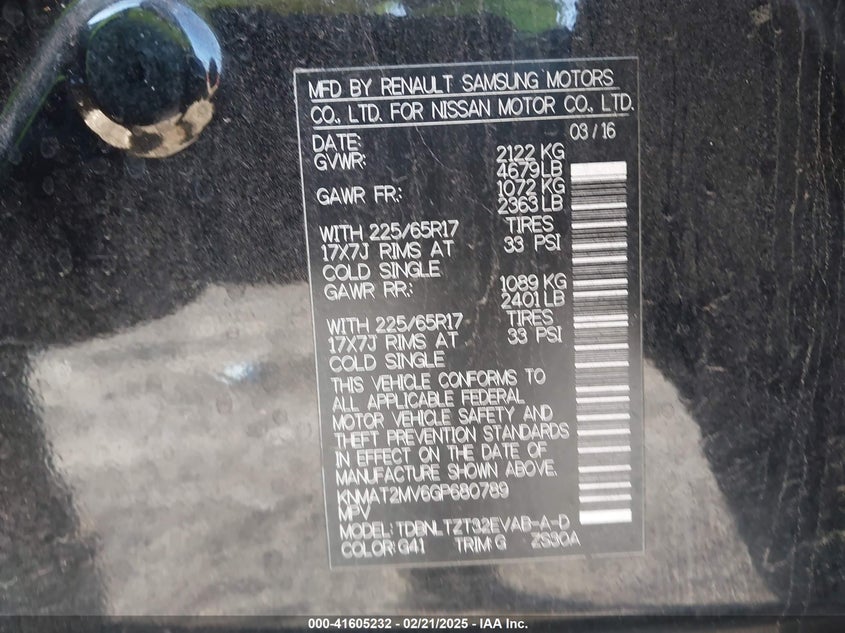 MFD BY RENAULT SAMSUNG MOTORS
CO., LTD. FOR NISSAN MOTOR CO., LTD.
DATE: 03/16
GVWR: 2122 KG
4679 LB
GAWR FR.: 1072 KG
2363 LB
WITH 225/65R17 TIRES
17X7J RIMS AT 33 PSI
COLD SINGLE
GAWR RR.: 1089 KG
2401 LB
WITH 225/65R17 TIRES
17X7J RIMS AT 33 PSI
COLD SINGLE
THIS VEHICLE CONFORMS TO
ALL APPLICABLE FEDERAL
MOTOR VEHICLE SAFETY AND
THEFT PREVENTION STANDARDS
IN EFFECT ON THE DATE OF
MANUFACTURE SHOWN ABOVE.
KNMAT2MV6GP680789
MPV
MODEL: TDBNLTZT32EVAB-A-D
COLOR: G41 TRIM: G ZS30A
000-41605232 - 02/21/2025 - IAA Inc.